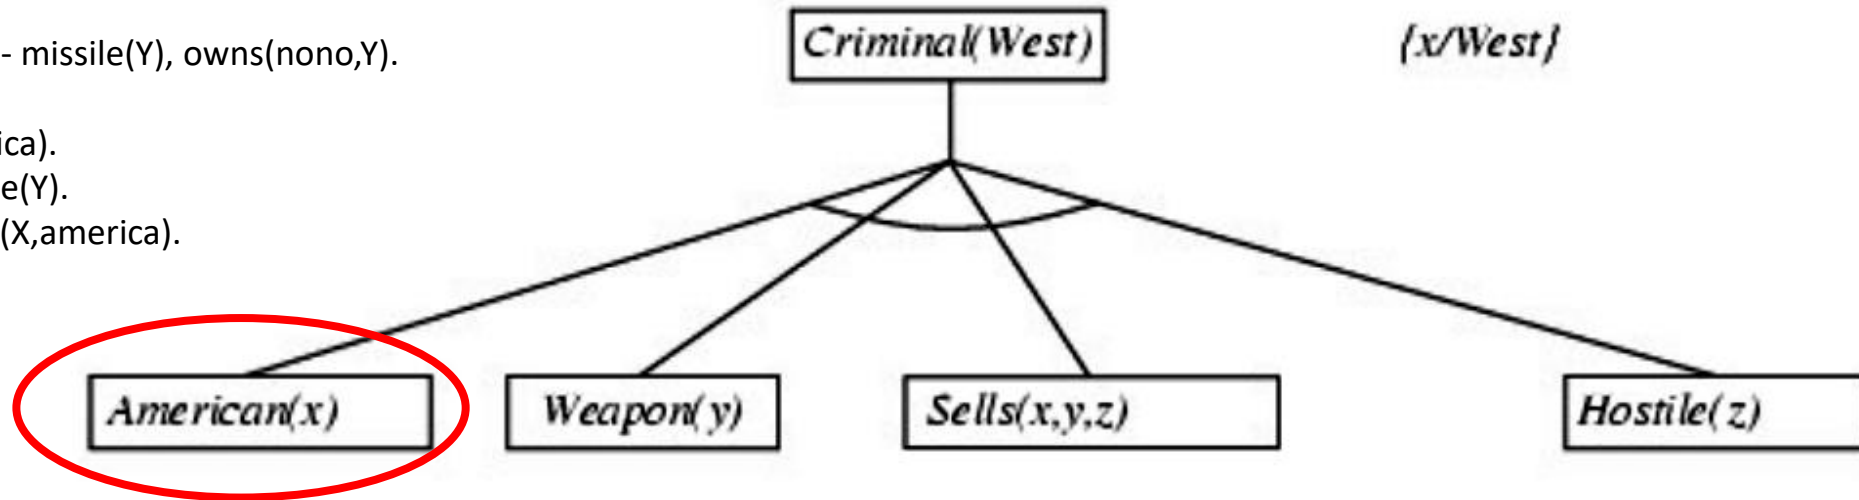 - missile(Y), owns(nono,Y).
ica).
e(Y).
(X,america).
Criminal(West)
{x/West}
American(x)
Weapon(y)
Sells(x,y,z)
Hostile(z)